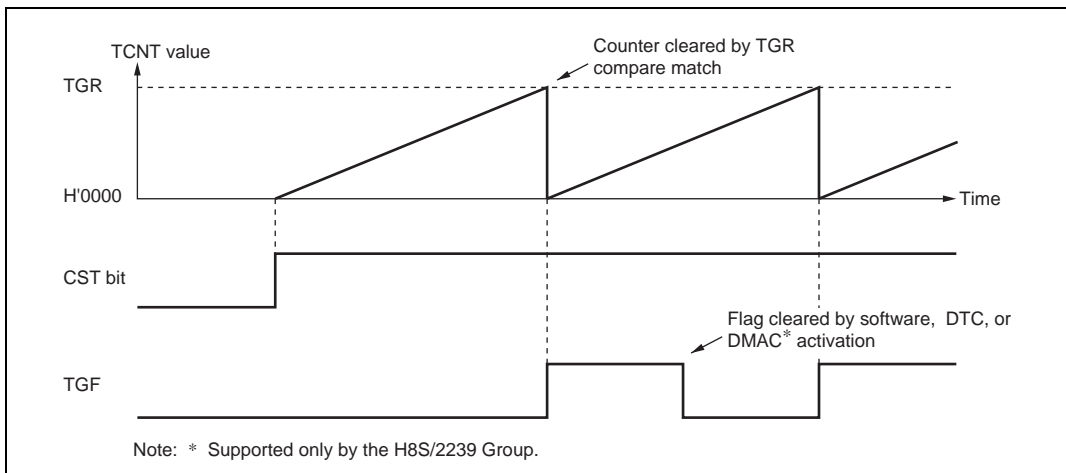 TCNT value
Counter cleared by TGR
compare match
TGR
H'0000
Time
CST bit
Flag cleared by software, DTC, or
DMAC* activation
TGF
Note: * Supported only by the H8S/2239 Group.